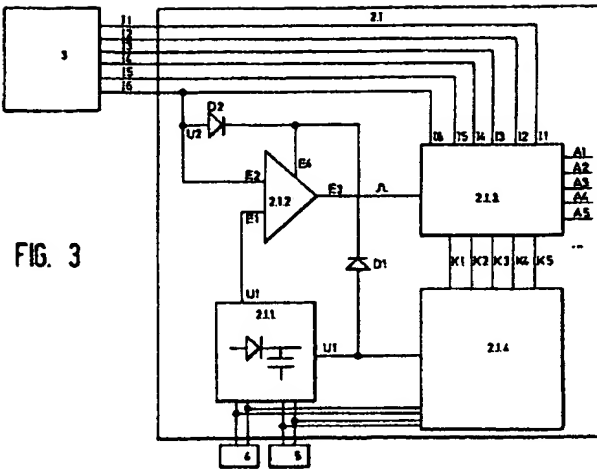 I1 2.1
I2
I3
3 I4
I5
I6
D2
U2 I6 I5 I4 I3 I2 I1
E4
A1
E2 A2
2.1.2 E3 2.1.3 A3
E1 A4
A5
...
K1 K2 K3 K4 K5
FIG. 3
D1
U1
2.1.1 U1 2.1.4
4 5